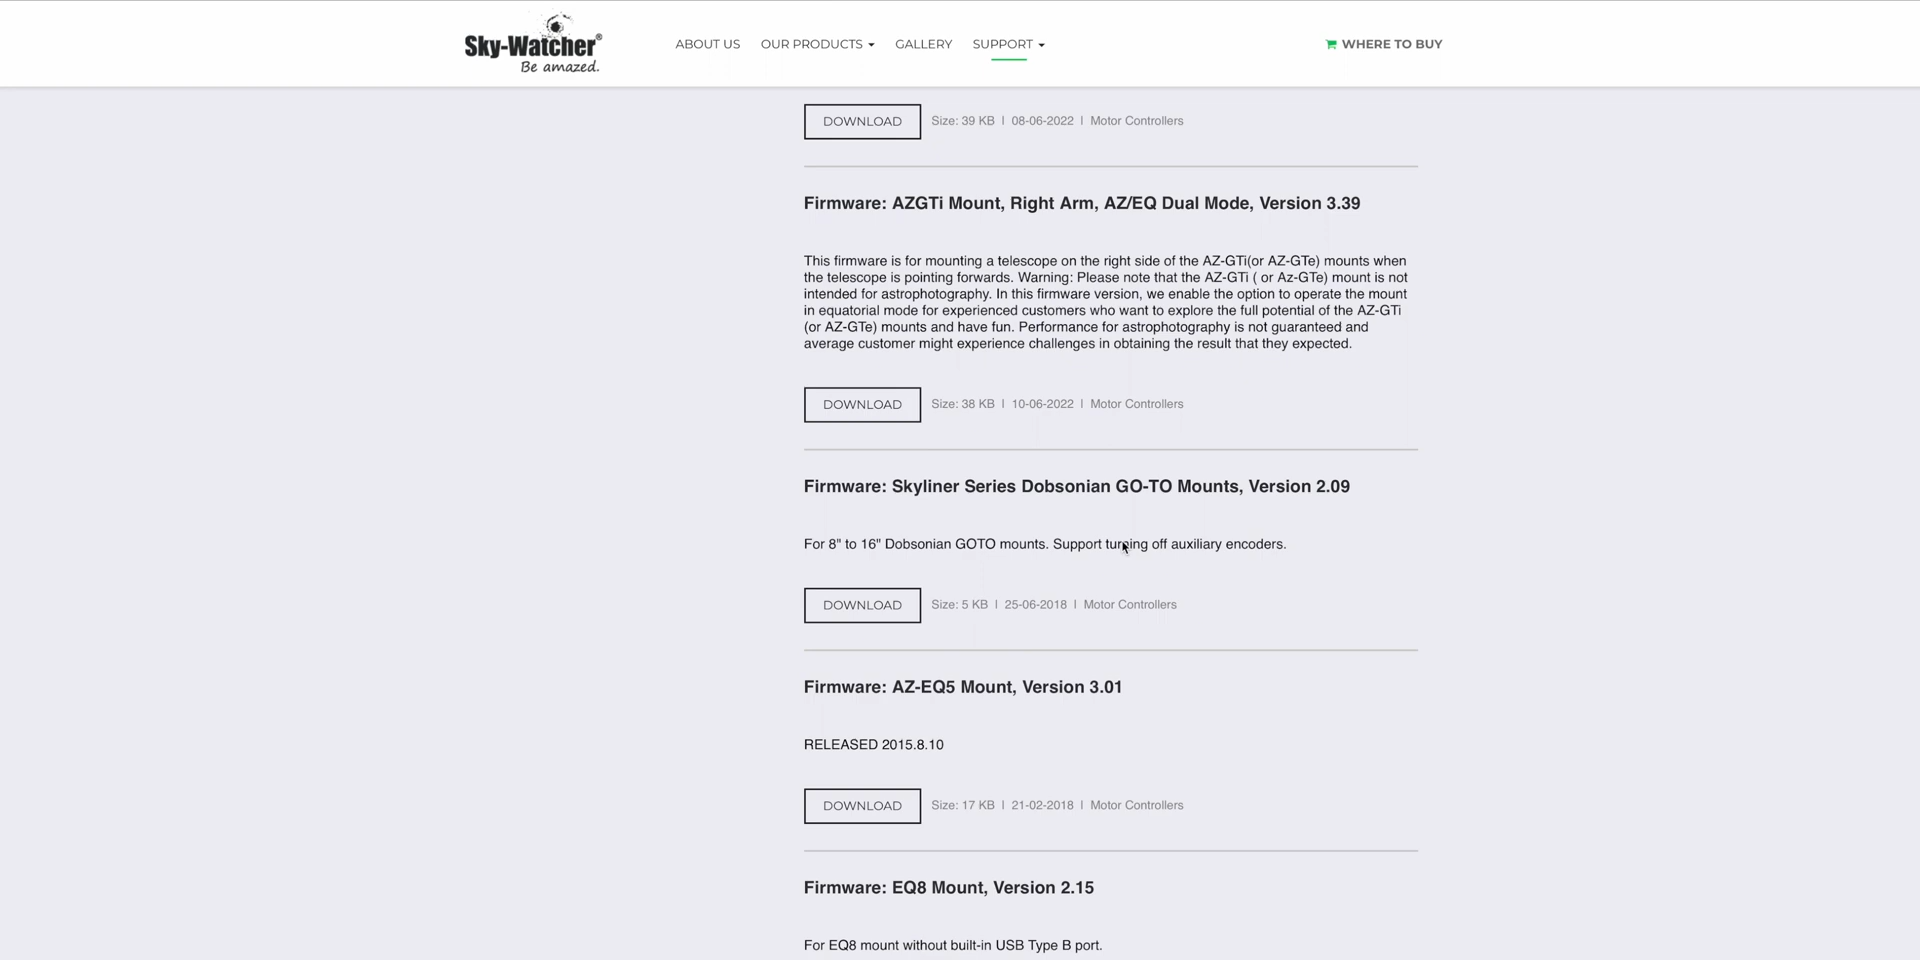 Sky-Watcher®
Be amazed.
ABOUT US
OUR PRODUCTS
GALLERY
SUPPORT
WHERE TO BUY
DOWNLOAD Size: 39 KB | 08-06-2022 | Motor Controllers
Firmware: AZGTi Mount, Right Arm, AZ/EQ Dual Mode, Version 3.39
This firmware is for mounting a telescope on the right side of the AZ-GTi(or AZ-GTe) mounts when
the telescope is pointing forwards. Warning: Please note that the AZ-GTi ( or Az-GTe) mount is not
intended for astrophotography. In this firmware version, we enable the option to operate the mount
in equatorial mode for experienced customers who want to explore the full potential of the AZ-GTi
(or AZ-GTe) mounts and have fun. Performance for astrophotography is not guaranteed and
average customer might experience challenges in obtaining the result that they expected.
DOWNLOAD Size: 38 KB | 10-06-2022 | Motor Controllers
Firmware: Skyliner Series Dobsonian GO-TO Mounts, Version 2.09
For 8" to 16" Dobsonian GOTO mounts. Support turning off auxiliary encoders.
DOWNLOAD Size: 5 KB | 25-06-2018 | Motor Controllers
Firmware: AZ-EQ5 Mount, Version 3.01
RELEASED 2015.8.10
DOWNLOAD Size: 17 KB | 21-02-2018 | Motor Controllers
Firmware: EQ8 Mount, Version 2.15
For EQ8 mount without built-in USB Type B port.